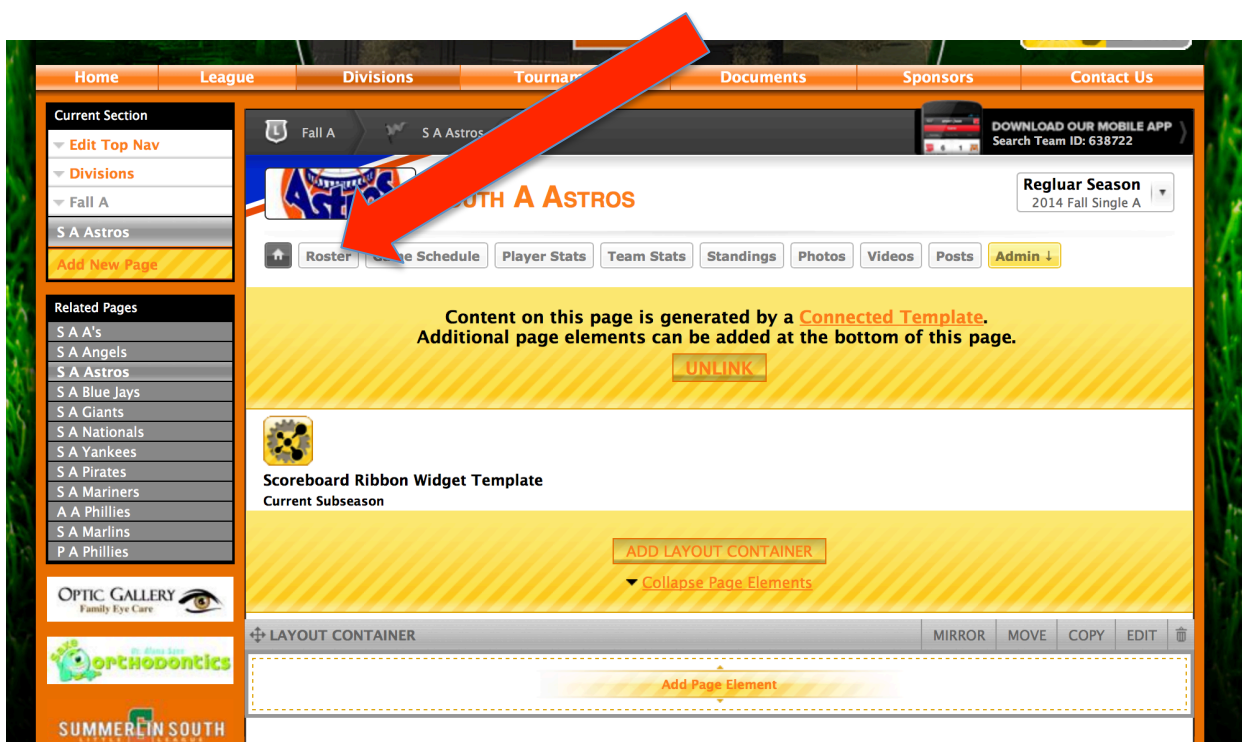 Home League Divisions Documents Sponsors Contact Us
Current Section
Edit Top Nav
Divisions
Fall A
S A Astros
Add New Page
Related Pages
S A A's
S A Angels
S A Astros
S A Blue Jays
S A Giants
S A Nationals
S A Yankees
S A Pirates
S A Mariners
A A Phillies
S A Marlins
P A Phillies
OPTIC GALLERY
Family Eye Care
orthodontics
SUMMERLIN SOUTH
Fall A S A Astros
DOWNLOAD OUR MOBILE APP
Search Team ID: 638722
Astros
A ASTROS
Regluar Season
2014 Fall Single A
Roster Schedule Player Stats Team Stats Standings Photos Videos Posts Admin ↓
Content on this page is generated by a Connected Template.
Additional page elements can be added at the bottom of this page.
UNLINK
Scoreboard Ribbon Widget Template
Current Subseason
ADD LAYOUT CONTAINER
Collapse Page Elements
LAYOUT CONTAINER MIRROR MOVE COPY EDIT
Add Page Element